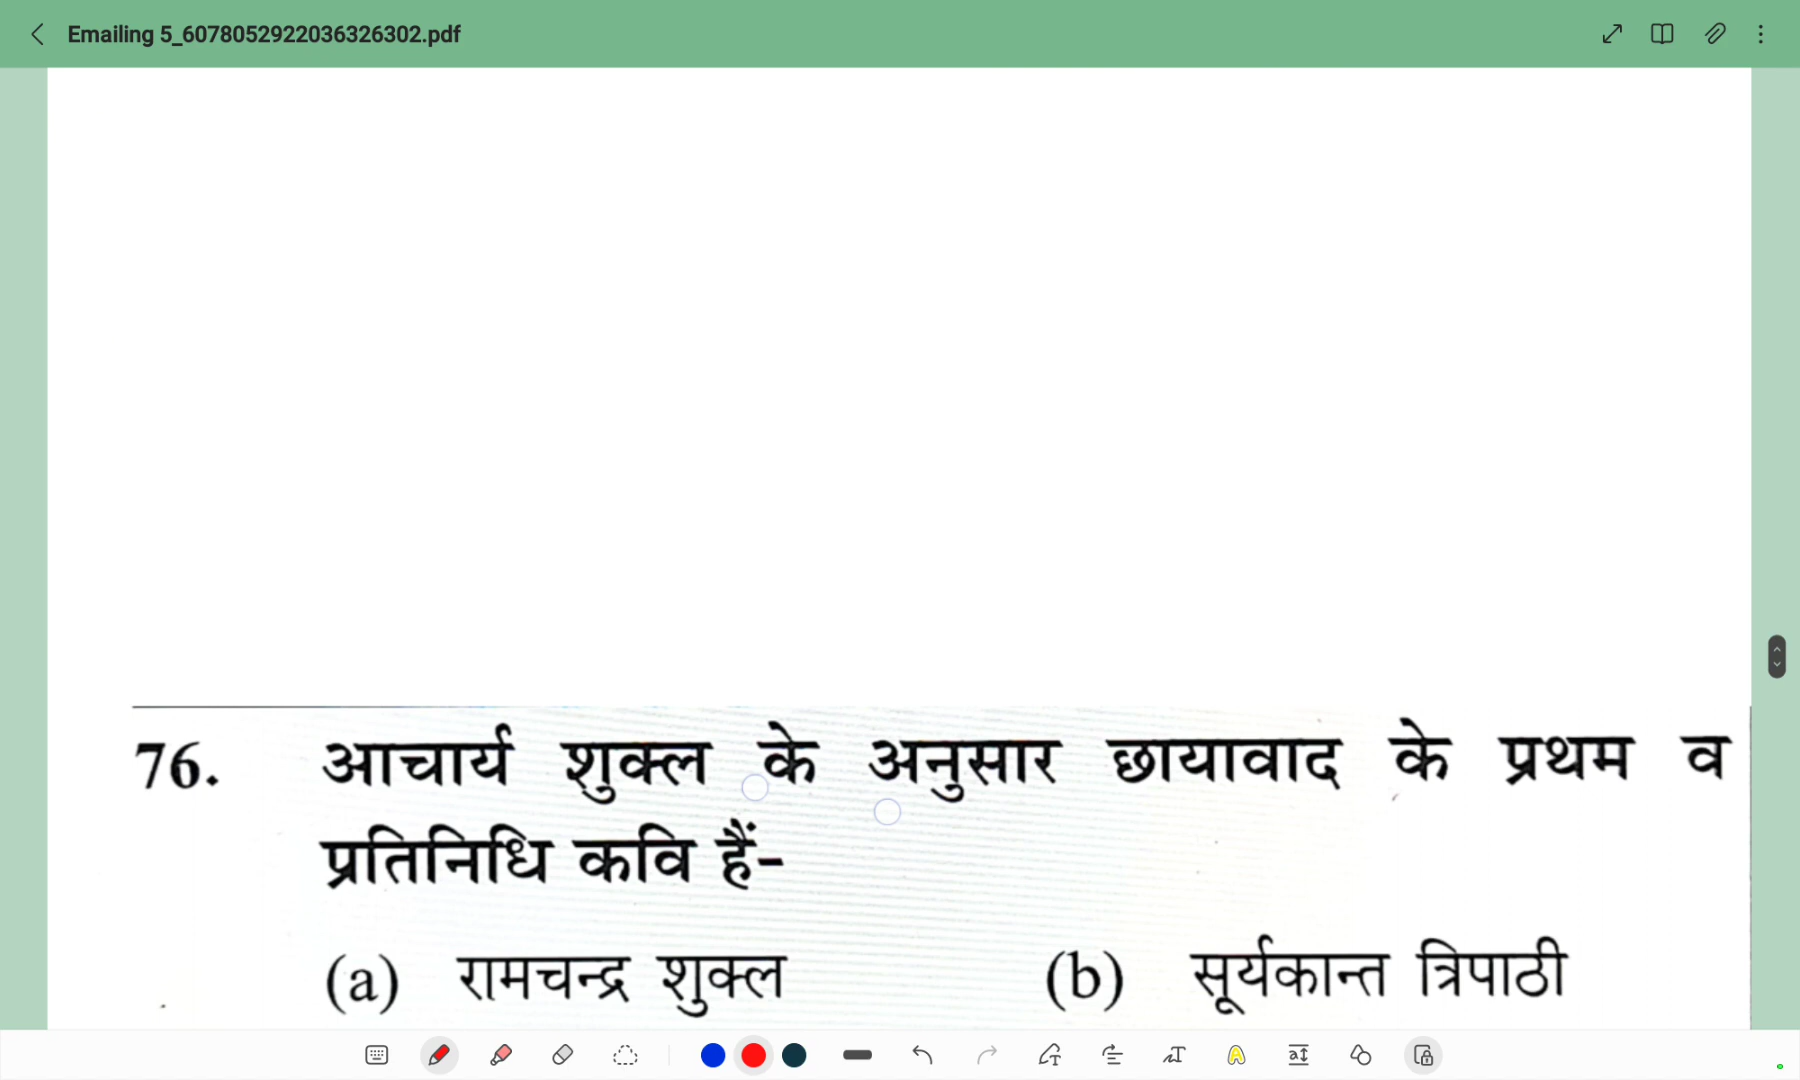 Emailing 5_6078052922036326302.pdf
76. आचार्य शुक्ल के अनुसार छायावाद के प्रथम व
प्रतिनिधि कवि हैं-
(a) रामचन्द्र शुक्ल (b) सूर्यकान्त त्रिपाठी